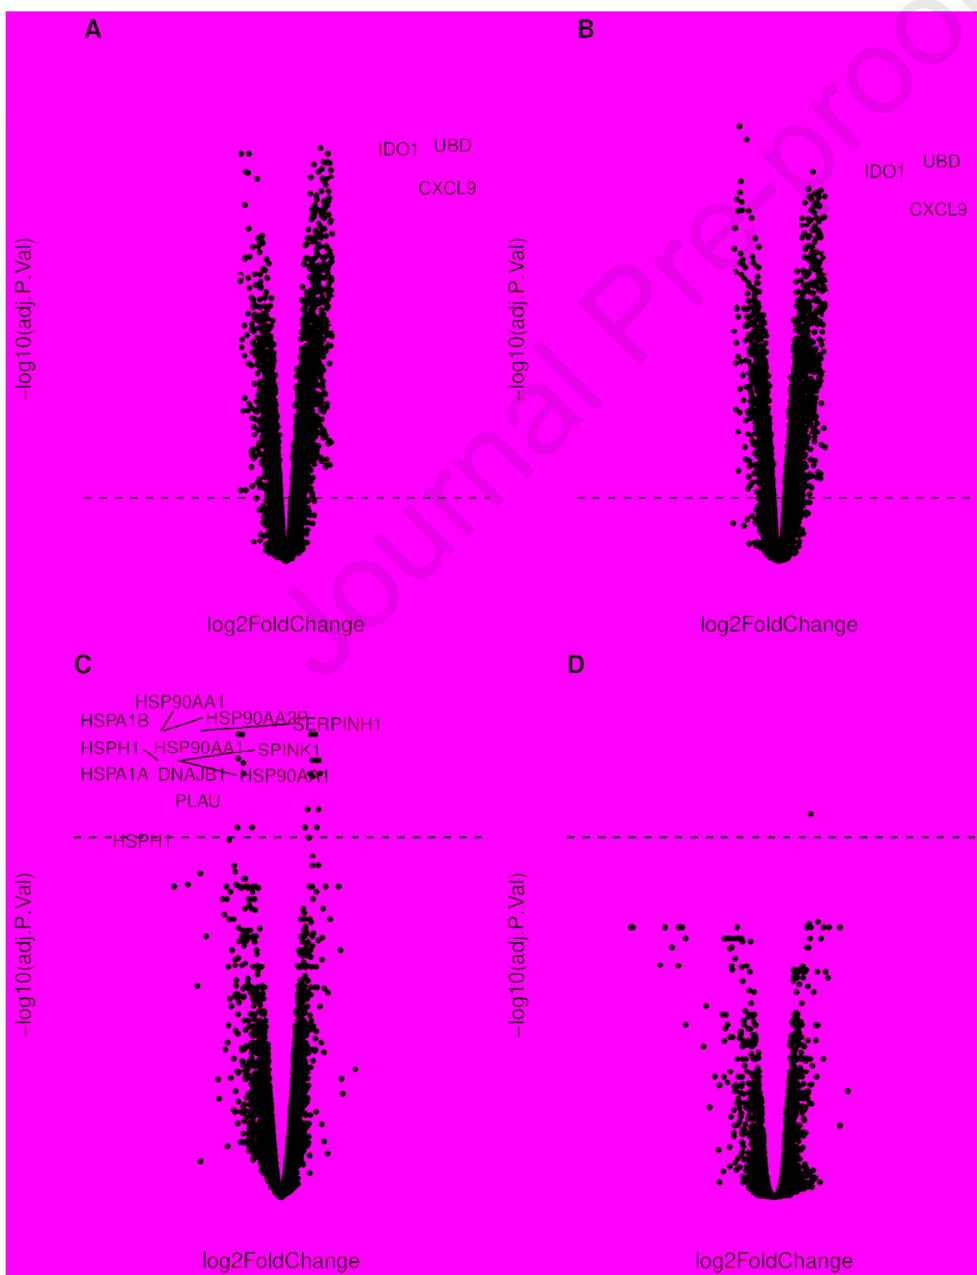 A
B
IDO1 UBD
CXCL9
IDO1 UBD
CXCL9
−log10(adj.P.Val)
−log10(adj.P.Val)
log2FoldChange
log2FoldChange
Journal Pre-proo
C
D
HSP90AA1
HSPA1B HSP90AA2P SERPINH1
HSPH1 HSP90AA1 SPINK1
HSPA1A DNAJB1 HSP90AA1
PLAU
HSPH1
−log10(adj.P.Val)
−log10(adj.P.Val)
log2FoldChange
log2FoldChange